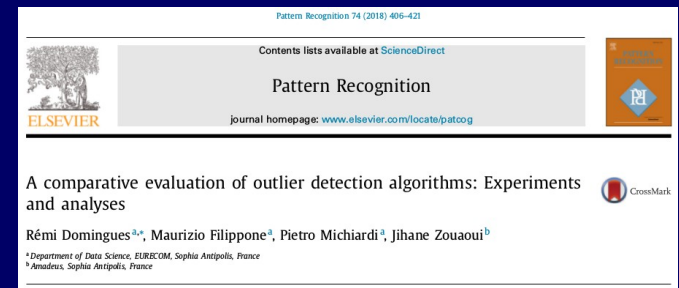 Pattern Recognition 74 (2018) 406–421
Contents lists available at ScienceDirect
Pattern Recognition
journal homepage: www.elsevier.com/locate/patcog
ELSEVIER
A comparative evaluation of outlier detection algorithms: Experiments
and analyses
CrossMark
Rémi Domingues a,*, Maurizio Filippone a, Pietro Michiardi a, Jihane Zouaoui b
a Department of Data Science, EURECOM, Sophia Antipolis, France
b Amadeus, Sophia Antipolis, France